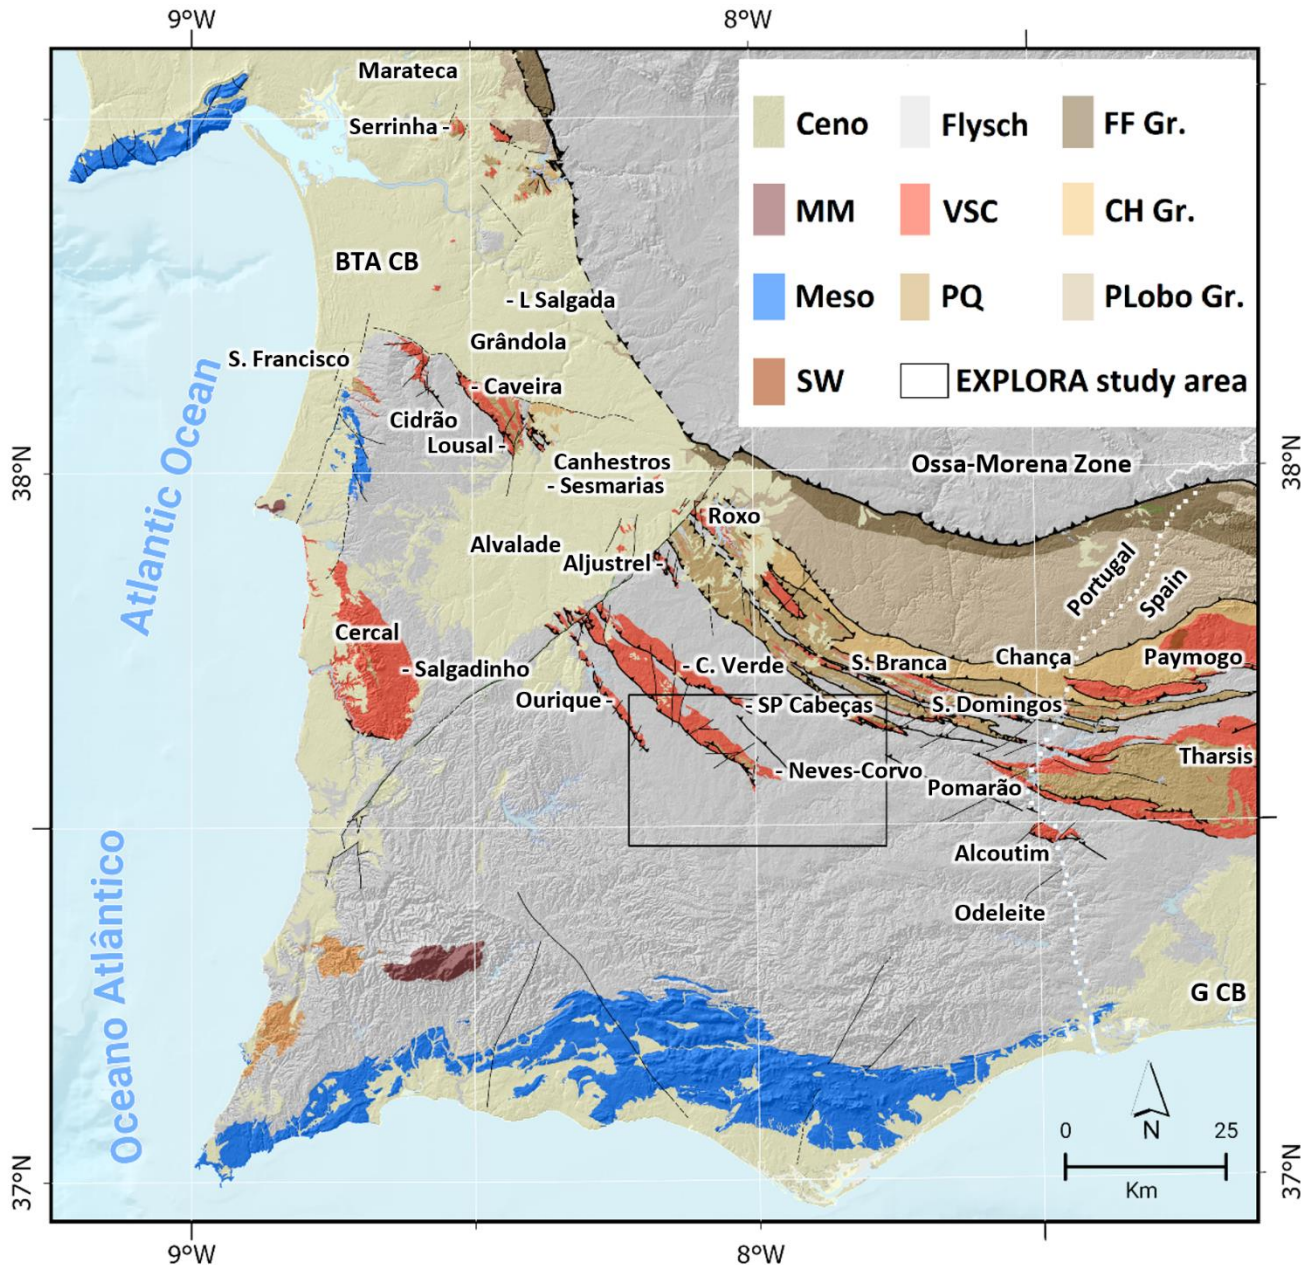 9°W
8°W
Marateca
Serrinha -
Ceno
Flysch
FF Gr.
MM
VSC
CH Gr.
Meso
PQ
PLobo Gr.
SW
EXPLORA study area
BTA CB
- L Salgada
Grândola
S. Francisco
- Caveira
Cidrão
Lousal -
Canhestros
- Sesmarias
Ossa-Morena Zone
38°N
38°N
Atlantic Ocean
Roxo
Alvalade
Aljustrel -
Portugal
Spain
Cercal
- Salgadinho
- C. Verde
S. Branca
Chança
Paymogo
Ourique -
- SP Cabeças
S. Domingos
Tharsis
- Neves-Corvo
Pomarão
Alcoutim
Odeleite
Oceano Atlântico
G CB
N
0
25
Km
37°N
37°N
9°W
8°W